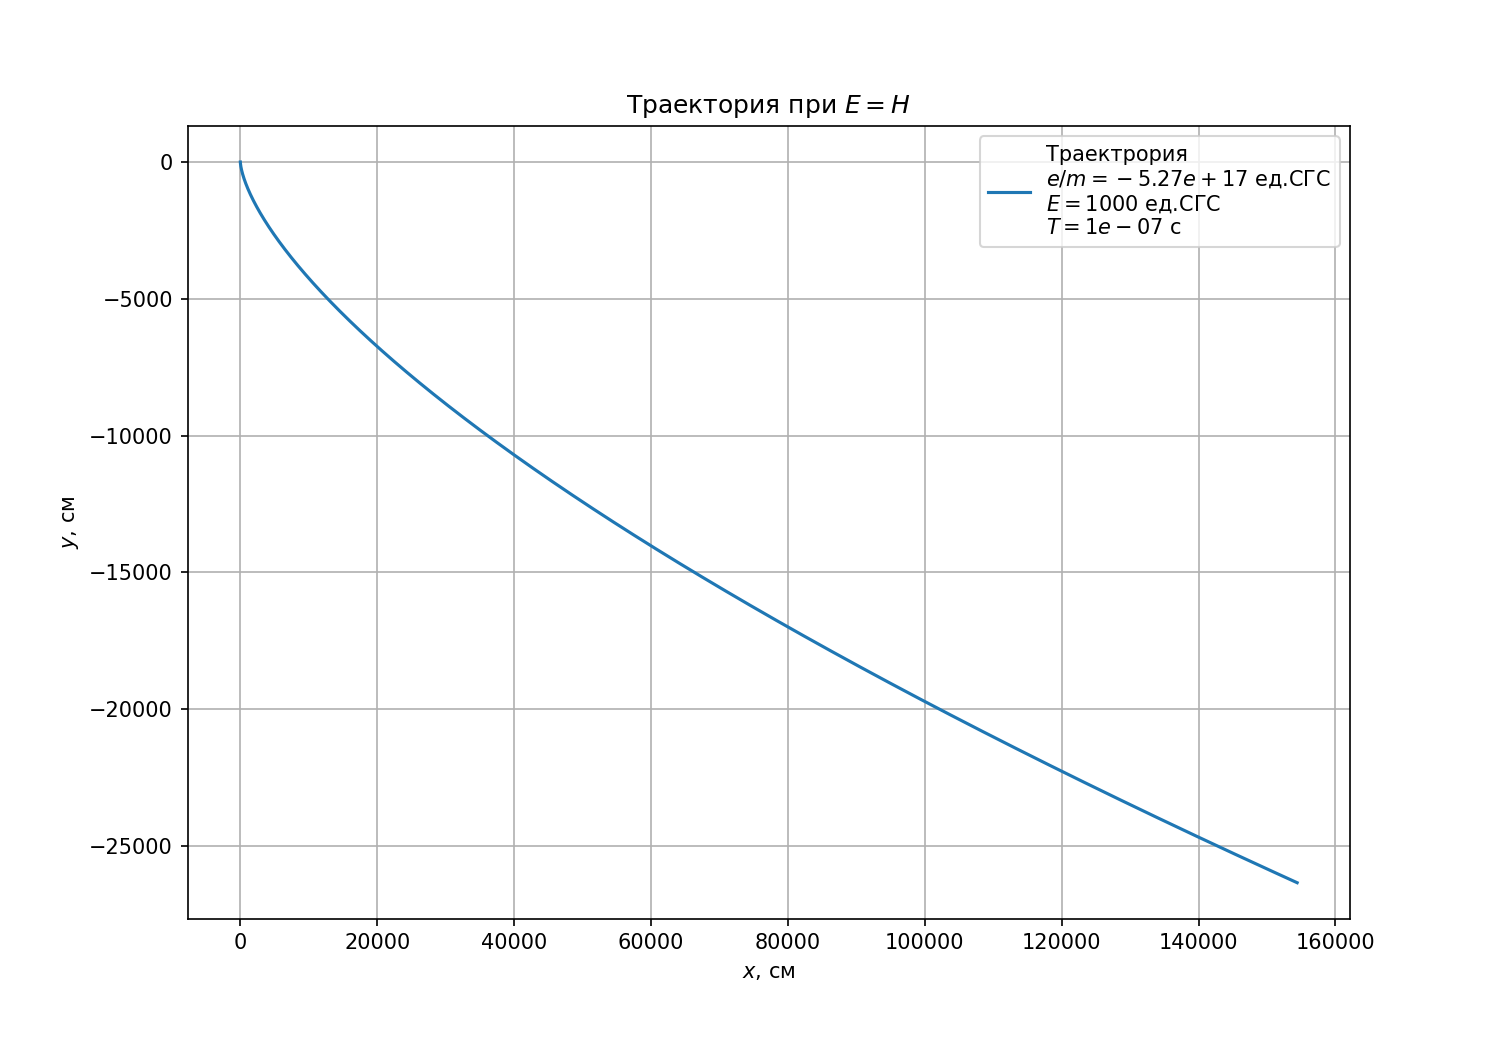 Траектория при E = H
Траектрория
e/m = −5.27e + 17 ед.СГС
E = 1000 ед.СГС
T = 1e − 07 с
0
−5000
−10000
−15000
−20000
−25000
y, см
0 20000 40000 60000 80000 100000 120000 140000 160000
x, см